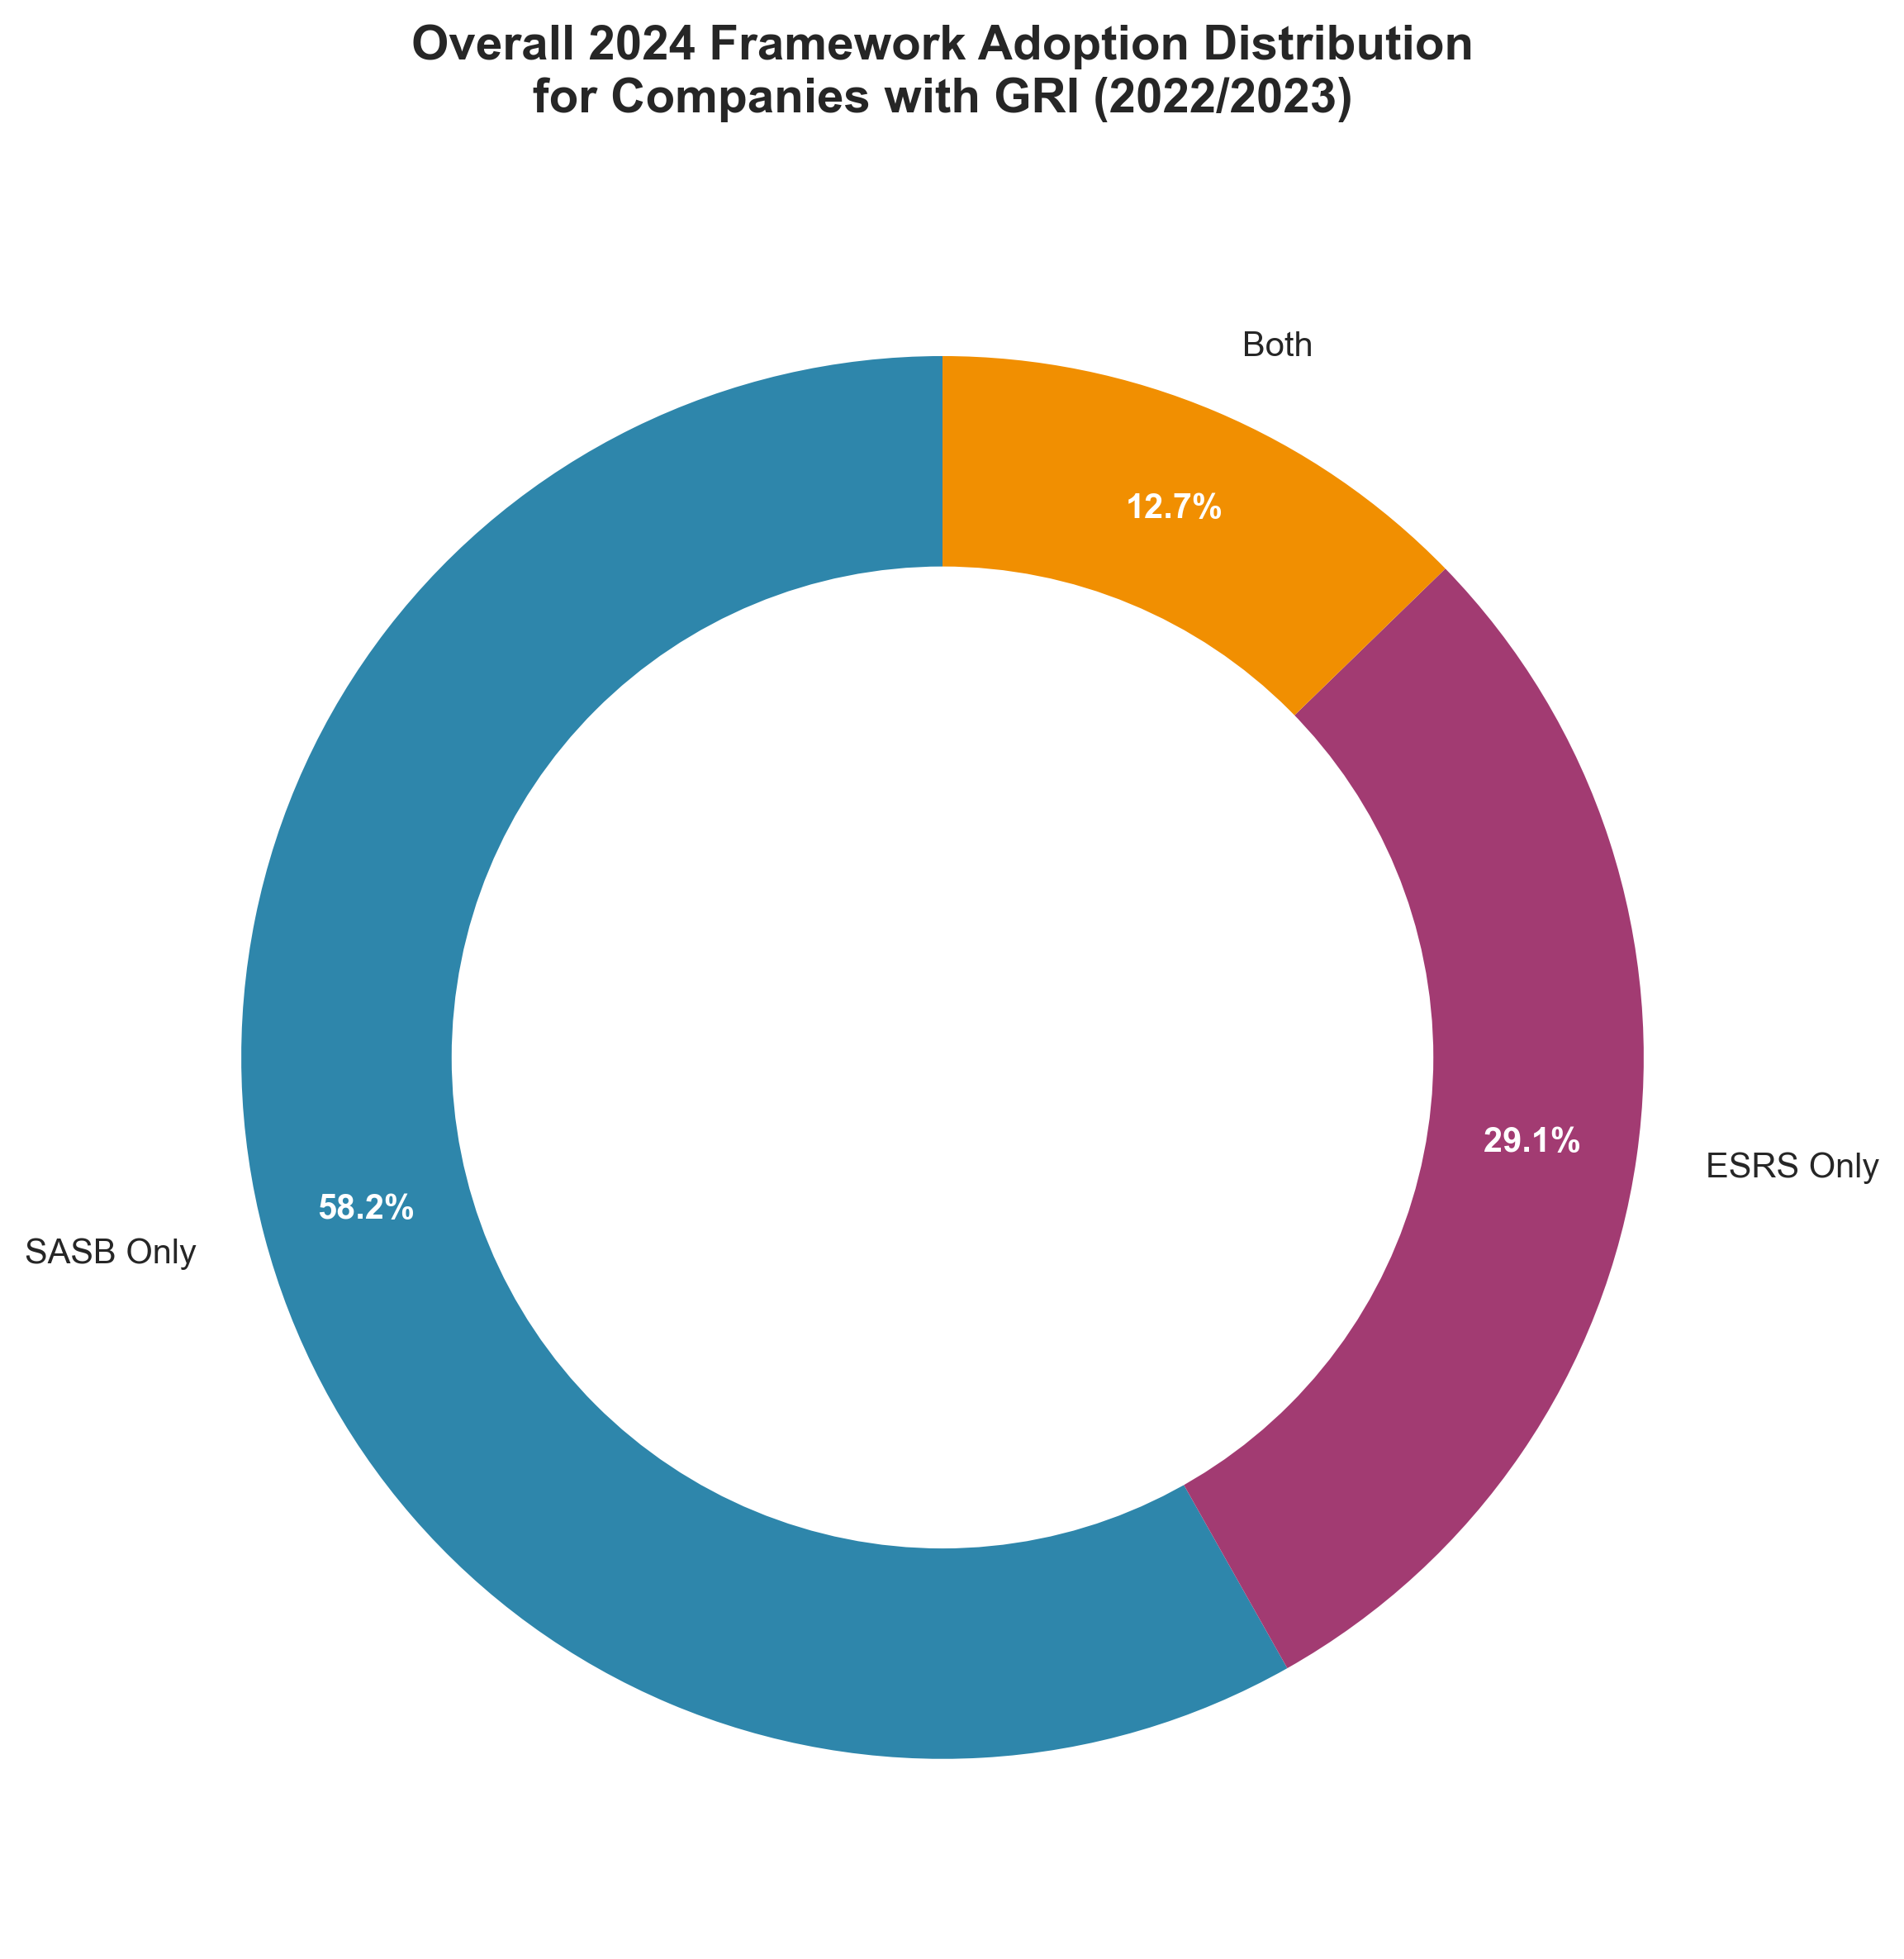 Overall 2024 Framework Adoption Distribution
for Companies with GRI (2022/2023)
Both
12.7%
29.1%
ESRS Only
58.2%
SASB Only